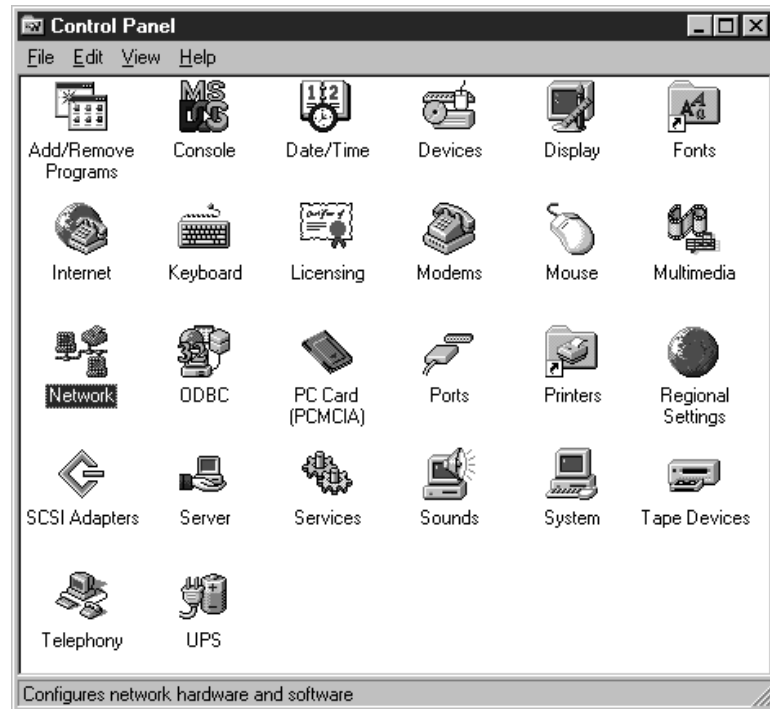 Control Panel
File Edit View Help
Add/Remove Programs
Console
Date/Time
Devices
Display
Fonts
Internet
Keyboard
Licensing
Modems
Mouse
Multimedia
Network
ODBC
PC Card (PCMCIA)
Ports
Printers
Regional Settings
SCSI Adapters
Server
Services
Sounds
System
Tape Devices
Telephony
UPS
Configures network hardware and software